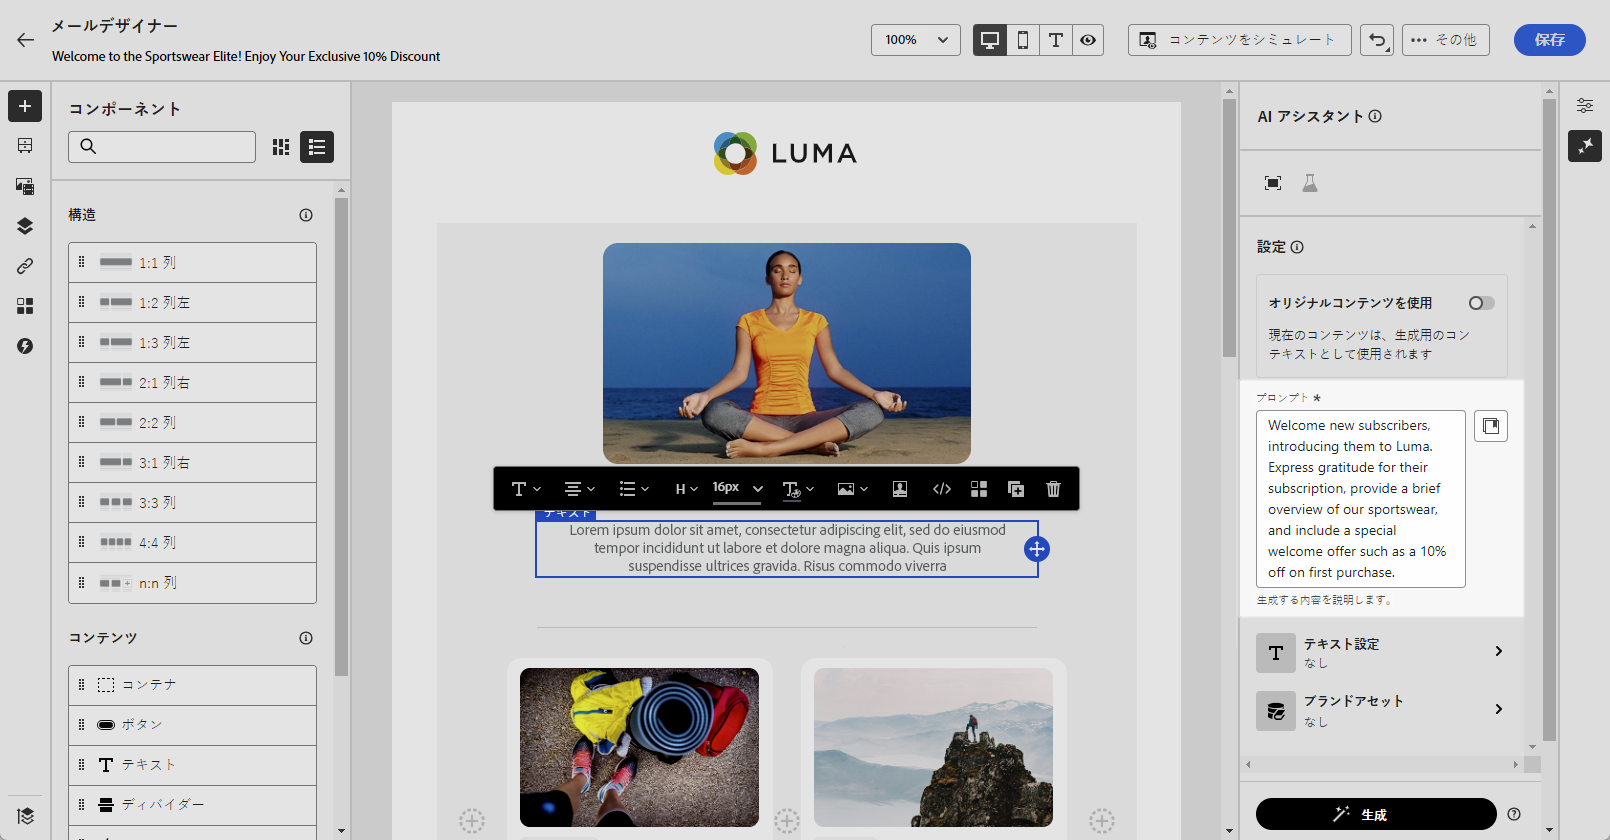 メールデザイナー
Welcome to the Sportswear Elite! Enjoy Your Exclusive 10% Discount
100%
コンテンツをシミュレート
その他
保存
コンポーネント
構造
1:1 列
1:2 列左
1:3 列左
2:1 列右
2:2 列
3:1 列右
3:3 列
4:4 列
n:n 列
コンテンツ
コンテナ
ボタン
テキスト
ディバイダー
LUMA
H
16px
テキスト
Lorem ipsum dolor sit amet, consectetur adipiscing elit, sed do eiusmod
tempor incididunt ut labore et dolore magna aliqua. Quis ipsum
suspendisse ultrices gravida. Risus commodo viverra
AI アシスタント
設定
オリジナルコンテンツを使用
現在のコンテンツは、生成用のコン
テキストとして使用されます
プロンプト *
Welcome new subscribers,
introducing them to Luma.
Express gratitude for their
subscription, provide a brief
overview of our sportswear,
and include a special
welcome offer such as a 10%
off on first purchase.
生成する内容を説明します。
テキスト設定
なし
ブランドアセット
なし
生成